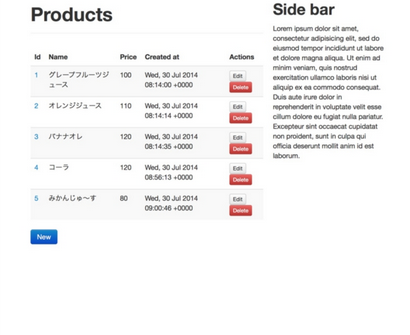 Products
Id Name Price Created at Actions
1 グレープフルーツジュース 100 Wed, 30 Jul 2014 08:14:00 +0000 Edit Delete
2 オレンジジュース 110 Wed, 30 Jul 2014 08:14:14 +0000 Edit Delete
3 バナナオレ 120 Wed, 30 Jul 2014 08:14:35 +0000 Edit Delete
4 コーラ 120 Wed, 30 Jul 2014 08:56:13 +0000 Edit Delete
5 みかんじゅ〜す 80 Wed, 30 Jul 2014 09:00:46 +0000 Edit Delete
New
Side bar
Lorem ipsum dolor sit amet,
consectetur adipisicing elit, sed do
eiusmod tempor incididunt ut labore
et dolore magna aliqua. Ut enim ad
minim veniam, quis nostrud
exercitation ullamco laboris nisi ut
aliquip ex ea commodo consequat.
Duis aute irure dolor in
reprehenderit in voluptate velit esse
cillum dolore eu fugiat nulla pariatur.
Excepteur sint occaecat cupidatat
non proident, sunt in culpa qui
officia deserunt mollit anim id est
laborum.